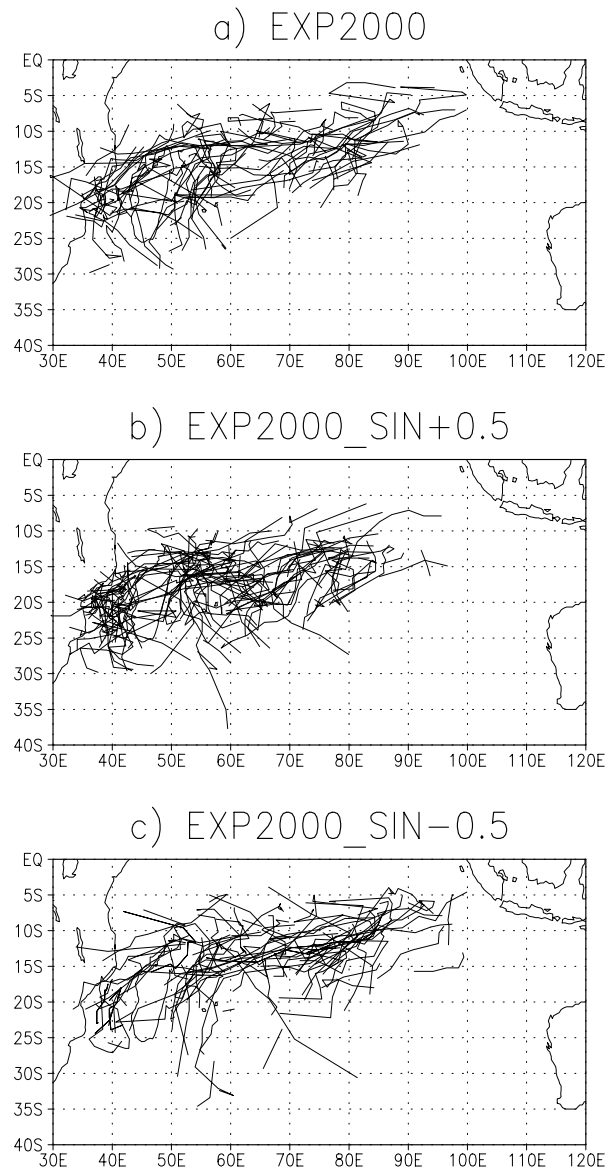 a) EXP2000
EQ
5S
10S
15S
20S
25S
30S
35S
40S
30E 40E 50E 60E 70E 80E 90E 100E 110E 120E
b) EXP2000_SIN+0.5
EQ
5S
10S
15S
20S
25S
30S
35S
40S
30E 40E 50E 60E 70E 80E 90E 100E 110E 120E
c) EXP2000_SIN−0.5
EQ
5S
10S
15S
20S
25S
30S
35S
40S
30E 40E 50E 60E 70E 80E 90E 100E 110E 120E